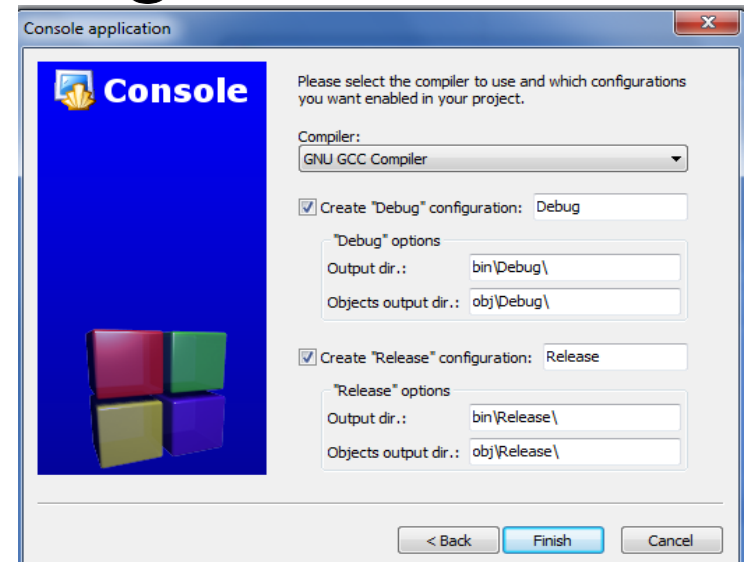 Console application
Console
Please select the compiler to use and which configurations
you want enabled in your project.
Compiler:
GNU GCC Compiler
Create "Debug" configuration: Debug
"Debug" options
Output dir.: bin\Debug\
Objects output dir.: obj\Debug\
Create "Release" configuration: Release
"Release" options
Output dir.: bin\Release\
Objects output dir.: obj\Release\
< Back Finish Cancel